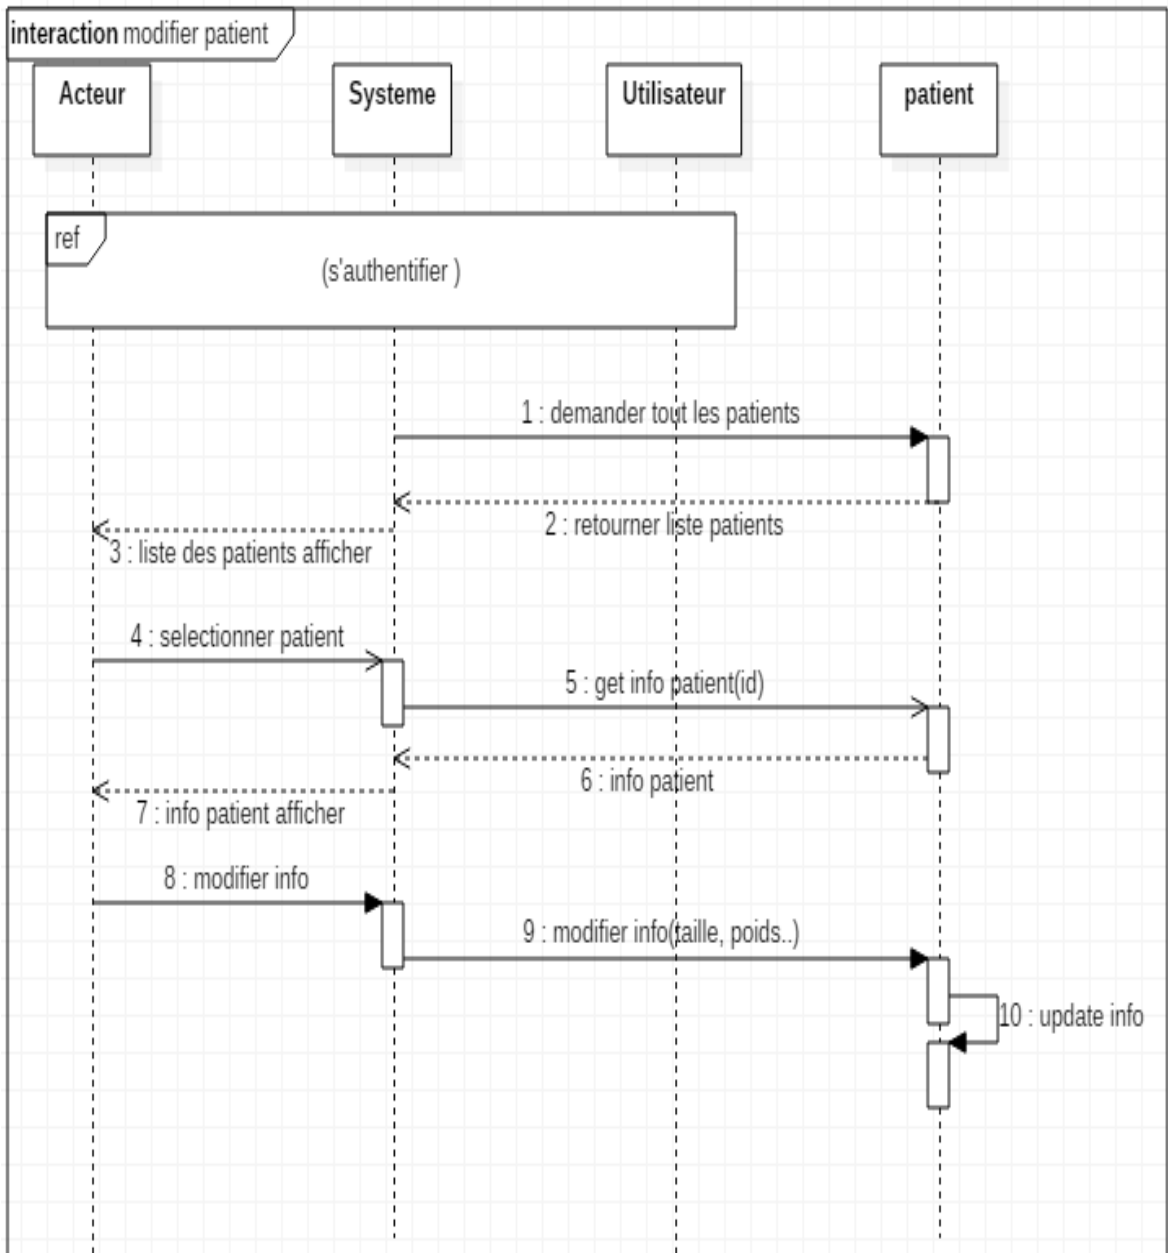 interaction modifier patient
Acteur
Systeme
Utilisateur
patient
ref
(s'authentifier )
1 : demander tout les patients
2 : retourner liste patients
3 : liste des patients afficher
4 : selectionner patient
5 : get info patient(id)
6 : info patient
7 : info patient afficher
8 : modifier info
9 : modifier info(taille, poids..)
10 : update info